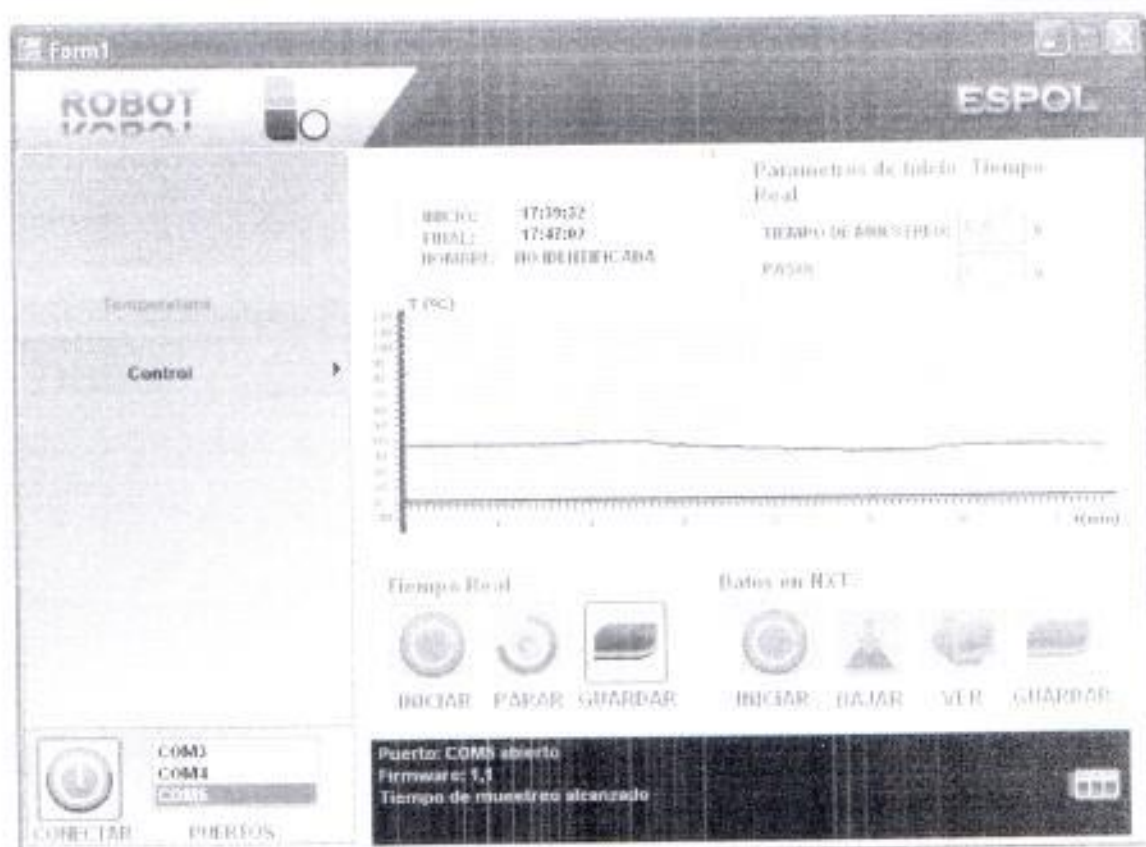 Form1
ROBOT
ESPOL
Parametros de Inicio Tiempo
Real
INICIO: 17:39:32
FINAL: 17:47:02
NOMBRE: NO IDENTIFICADA
TIEMPO DE MUESTREO: s
PASO: s
Temperatura
Control
T (ºC)
t(min)
Tiempo Real
Datos en NXT
INICIAR PARAR GUARDAR
INICIAR BAJAR VER GUARDAR
COM3
COM4
COM5
CONECTAR PUERTOS
Puerto: COM5 abierto
Firmware: 1,1
Tiempo de muestreo alcanzado